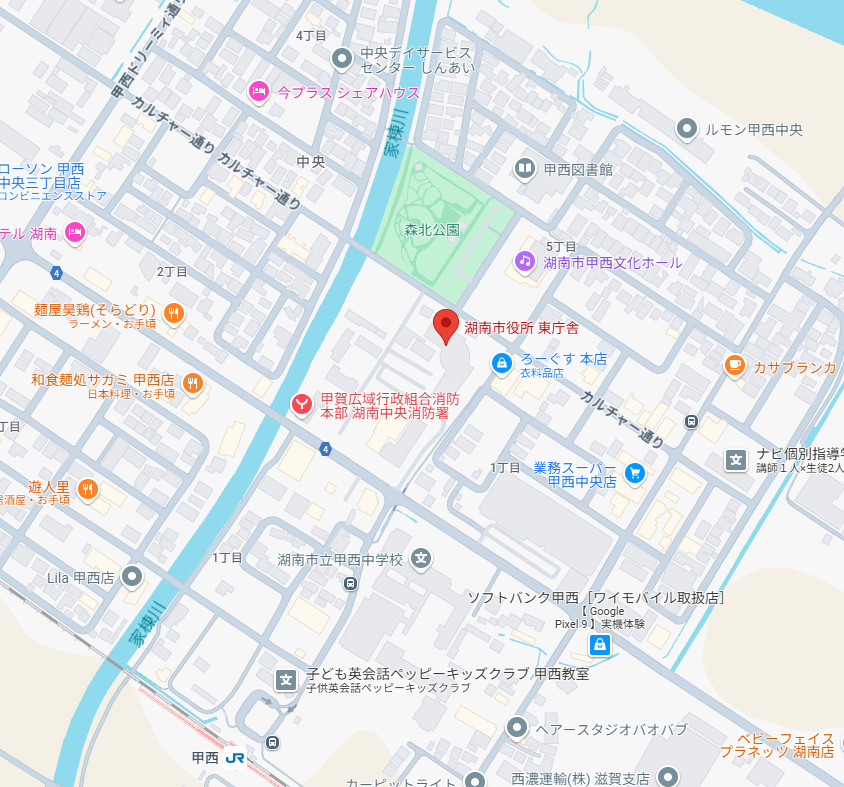 甲西ドリーミィ通り
4丁目
中央デイサービス
センター しんあい
今プラス シェアハウス
カルチャー通り
カルチャー通り
中央
家棟川
ルモン甲西中央
甲西図書館
ローソン 甲西
中央三丁目店
コンビニエンスストア
テル 湖南
森北公園
5丁目
湖南市甲西文化ホール
4
2丁目
麺屋昊鶏(そらどり)
ラーメン・お手頃
湖南市役所 東庁舎
ろーぐす 本店
衣料品店
カサブランカ
和食麺処サガミ 甲西店
日本料理・お手頃
甲賀広域行政組合消防
本部 湖南中央消防署
カルチャー通り
丁目
4
ナビ個別指導学
講師１人×生徒2人
1丁目
業務スーパー
甲西中央店
遊人里
居酒屋・お手頃
1丁目
湖南市立甲西中学校
Lila 甲西店
ソフトバンク甲西［ワイモバイル取扱店］
【 Google
Pixel 9 】実機体験
家棟川
子ども英会話ペッピーキッズクラブ 甲西教室
子供英会話ペッピーキッズクラブ
ヘアースタジオバオバブ
ベビーフェイス
プラネッツ 湖南店
甲西 JR
カーピットライト
西濃運輸(株) 滋賀支店